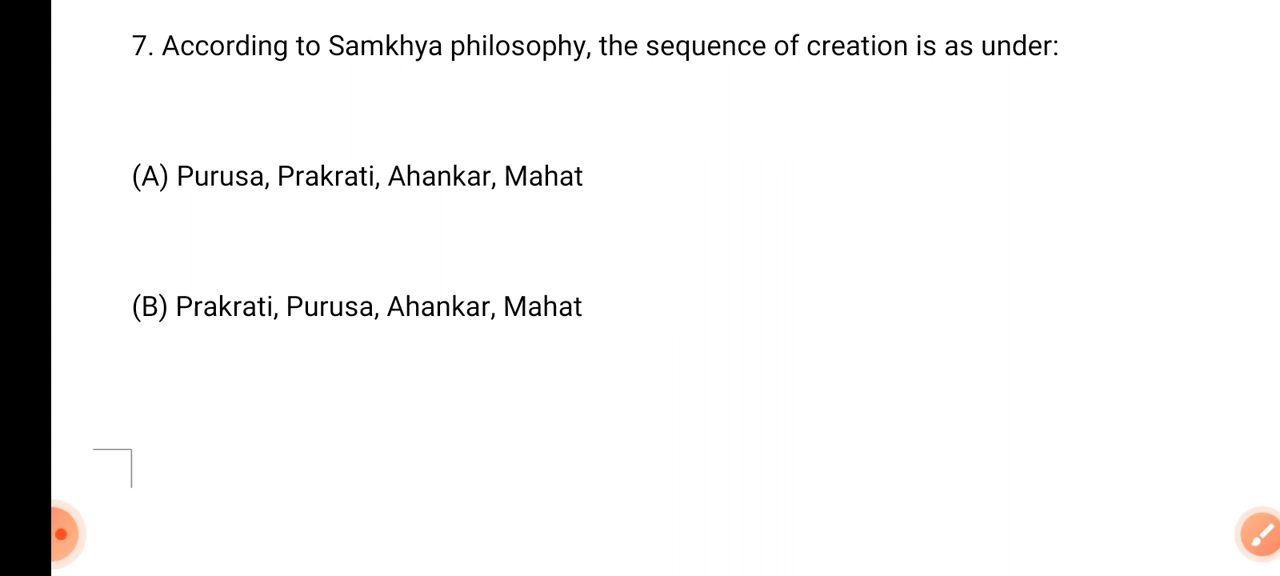 7. According to Samkhya philosophy, the sequence of creation is as under:
(A) Purusa, Prakrati, Ahankar, Mahat
(B) Prakrati, Purusa, Ahankar, Mahat